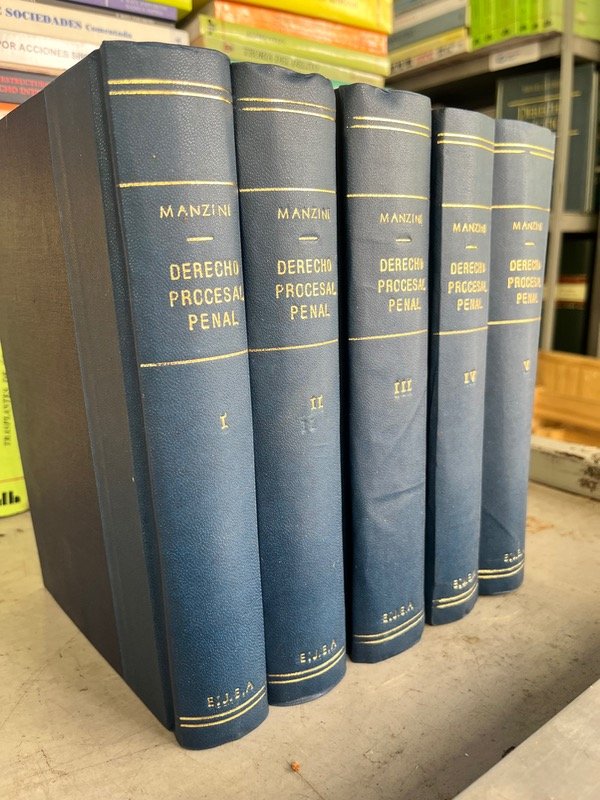 SOCIEDADES Comentada
POR ACCIONES
MANZINI
DERECHO
PROCESAL
PENAL
I
E.J.E.A
MANZINI
DERECHO
PROCESAL
PENAL
II
E.J.E.A
MANZINI
DERECHO
PROCESAL
PENAL
III
E.J.E.A
MANZINI
DERECHO
PROCESAL
PENAL
IV
E.J.E.A
MANZINI
DERECHO
PROCESAL
PENAL
V
E.J.E.